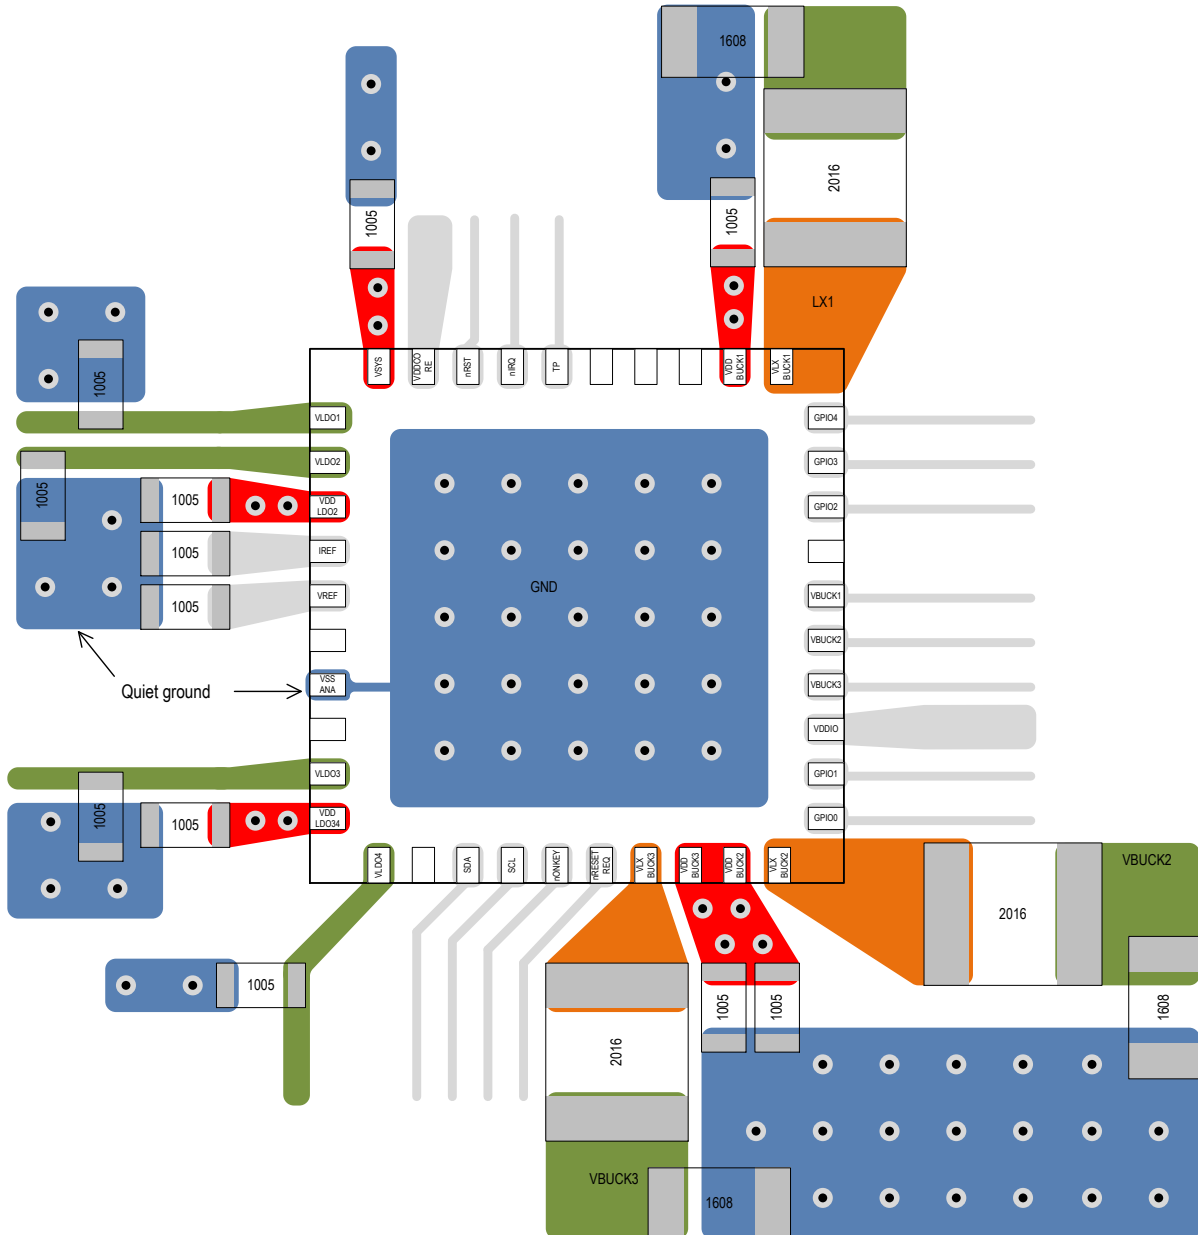 1608
2016
1005
1005
LX1
VSYS
VDDCO
RE
nRST
nIRQ
TP
VDD
BUCK1
VLX
BUCK1
1005
VLDO1
VLDO2
1005
1005
VDD
LDO2
1005
IREF
1005
VREF
Quiet ground
VSS
ANA
GND
GPIO4
GPIO3
GPIO2
VBUCK1
VBUCK2
VBUCK3
VDDIO
GPIO1
GPIO0
VLDO3
1005
1005
VDD
LDO34
VLDO4
SDA
SCL
nONKEY
nRESET
REQ
VLX
BUCK3
VDD
BUCK3
VDD
BUCK2
VLX
BUCK2
VBUCK2
2016
1005
1005
1005
1608
2016
VBUCK3
1608